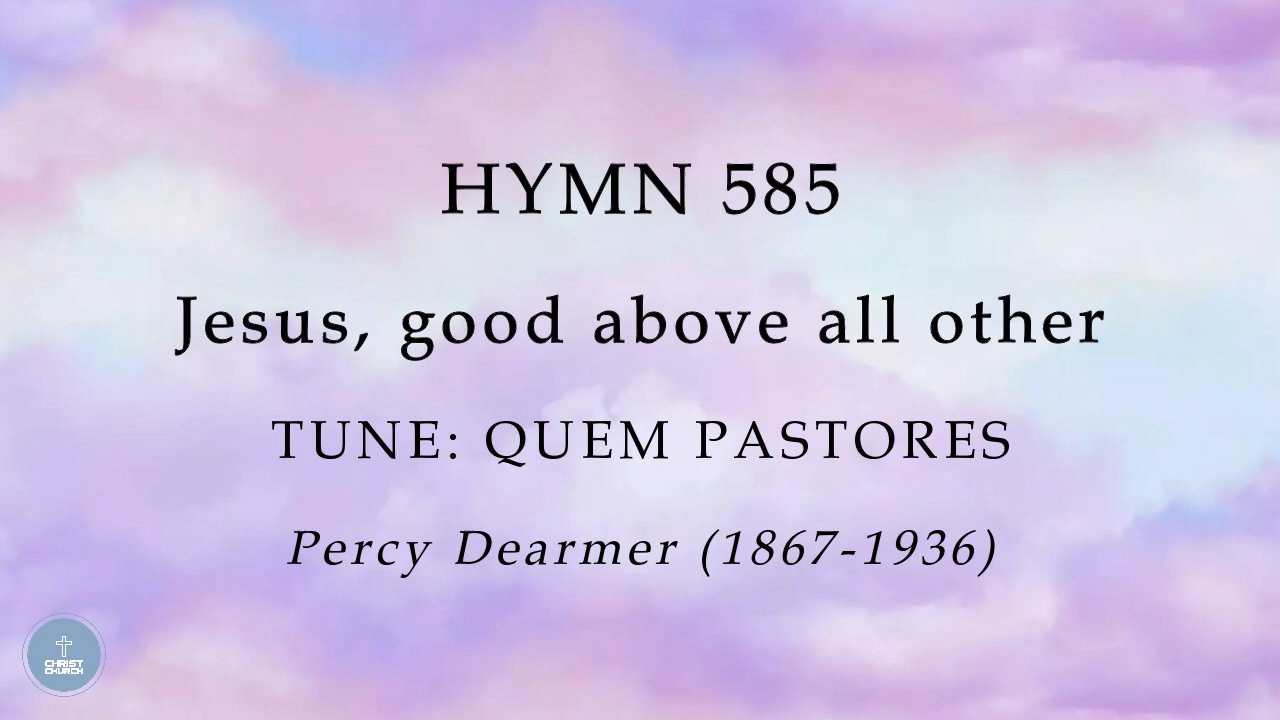 HYMN 585
Jesus, good above all other
TUNE: QUEM PASTORES
Percy Dearmer (1867-1936)
CHRIST
CHURCH